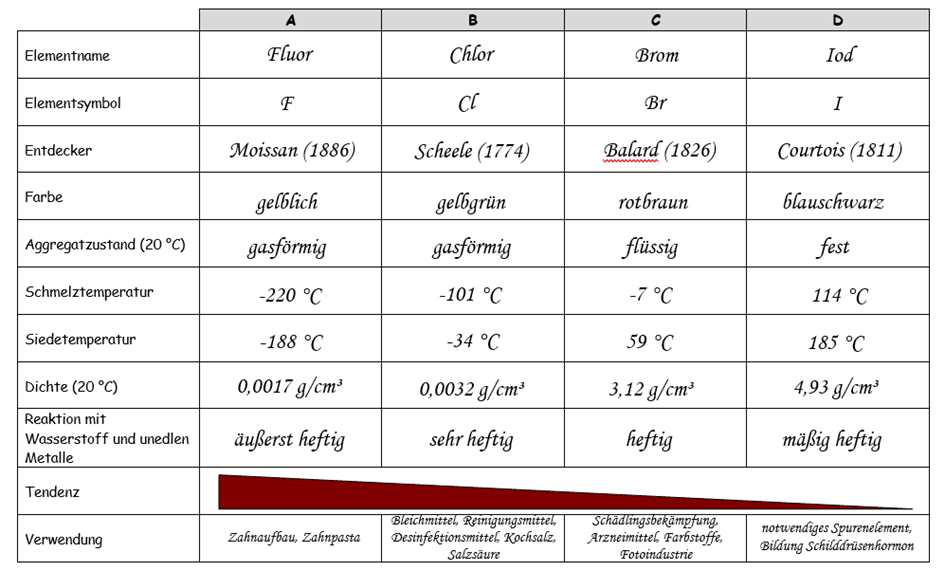 A B C D
Elementname Fluor Chlor Brom Iod
Elementsymbol F Cl Br I
Entdecker Moissan (1886) Scheele (1774) Balard (1826) Courtois (1811)
Farbe gelblich gelbgrün rotbraun blauschwarz
Aggregatzustand (20 °C) gasförmig gasförmig flüssig fest
Schmelztemperatur -220 °C -101 °C -7 °C 114 °C
Siedetemperatur -188 °C -34 °C 59 °C 185 °C
Dichte (20 °C) 0,0017 g/cm³ 0,0032 g/cm³ 3,12 g/cm³ 4,93 g/cm³
Reaktion mit
Wasserstoff und unedlen äußerst heftig sehr heftig heftig mäßig heftig
Metalle
Tendenz
Bleichmittel, Reinigungsmittel, Schädlingsbekämpfung,
Verwendung Zahnaufbau, Zahnpasta Desinfektionsmittel, Kochsalz, Arzneimittel, Farbstoffe, notwendiges Spurenelement,
Salzsäure Fotoindustrie Bildung Schilddrüsenhormon